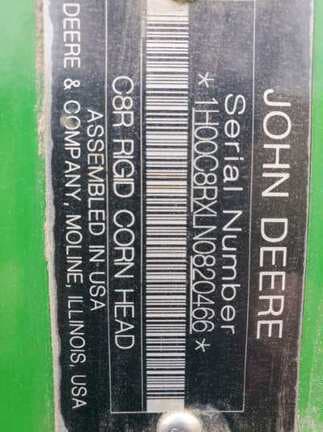 JOHN DEERE
Serial Number
*1H00C8RXLN0820466*
C8R RIGID CORN HEAD
ASSEMBLED IN USA
DEERE & COMPANY, MOLINE, ILLINOIS, USA